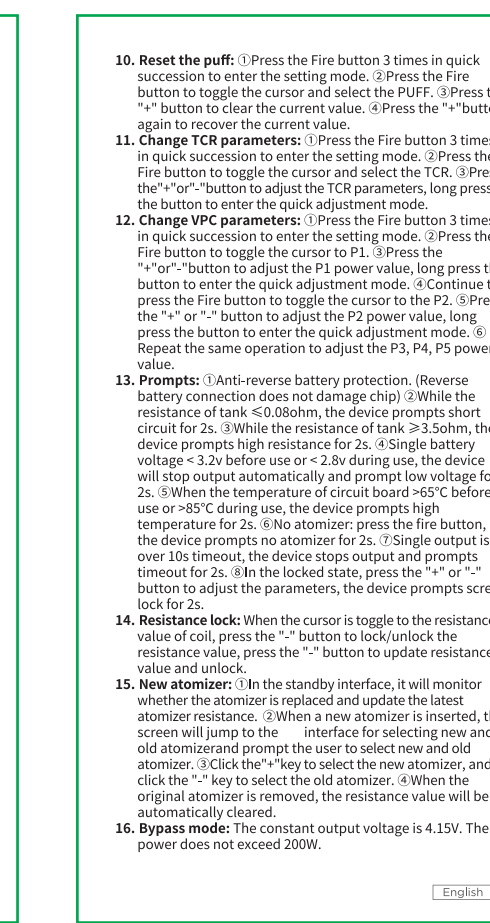 10. Reset the puff: ①Press the Fire button 3 times in quick
succession to enter the setting mode. ②Press the Fire
button to toggle the cursor and select the PUFF. ③Press t
"+" button to clear the current value. ④Press the "+"butt
again to recover the current value.
11. Change TCR parameters: ①Press the Fire button 3 times
in quick succession to enter the setting mode. ②Press the
Fire button to toggle the cursor and select the TCR. ③Pre
the"+"or"-"button to adjust the TCR parameters, long press
the button to enter the quick adjustment mode.
12. Change VPC parameters: ①Press the Fire button 3 times
in quick succession to enter the setting mode. ②Press the
Fire button to toggle the cursor to P1. ③Press the
"+"or"-"button to adjust the P1 power value, long press t
button to enter the quick adjustment mode. ④Continue t
press the Fire button to toggle the cursor to the P2. ⑤Pre
the "+" or "-" button to adjust the P2 power value, long
press the button to enter the quick adjustment mode. ⑥
Repeat the same operation to adjust the P3, P4, P5 power
value.
13. Prompts: ①Anti-reverse battery protection. (Reverse
battery connection does not damage chip) ②While the
resistance of tank ≤0.08ohm, the device prompts short
circuit for 2s. ③While the resistance of tank ≥3.5ohm, the
device prompts high resistance for 2s. ④Single battery
voltage < 3.2v before use or < 2.8v during use, the device
will stop output automatically and prompt low voltage fo
2s. ⑤When the temperature of circuit board >65℃ before
use or >85℃ during use, the device prompts high
temperature for 2s. ⑥No atomizer: press the fire button,
the device prompts no atomizer for 2s. ⑦Single output is
over 10s timeout, the device stops output and prompts
timeout for 2s. ⑧In the locked state, press the "+" or "-"
button to adjust the parameters, the device prompts scre
lock for 2s.
14. Resistance lock: When the cursor is toggle to the resistance
value of coil, press the "-" button to lock/unlock the
resistance value, press the "-" button to update resistance
value and unlock.
15. New atomizer: ①In the standby interface, it will monitor
whether the atomizer is replaced and update the latest
atomizer resistance. ②When a new atomizer is inserted, t
screen will jump to the interface for selecting new and
old atomizerand prompt the user to select new and old
atomizer. ③Click the"+"key to select the new atomizer, and
click the "-" key to select the old atomizer. ④When the
original atomizer is removed, the resistance value will be
automatically cleared.
16. Bypass mode: The constant output voltage is 4.15V. The
power does not exceed 200W.
English